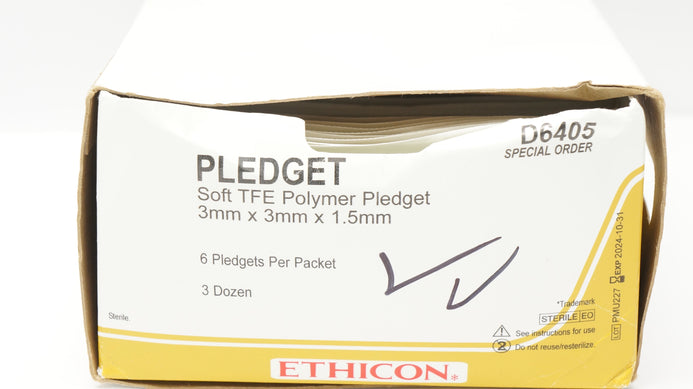 D6405
SPECIAL ORDER
PLEDGET
Soft TFE Polymer Pledget
3mm x 3mm x 1.5mm
6 Pledgets Per Packet
3 Dozen
Sterile.
*Trademark
STERILE EO
See instructions for use
2 Do not reuse/resterilize.
LOT PMU227 EXP 2024-10-31
ETHICON*